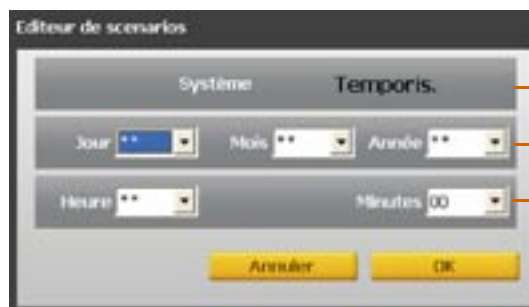 Editeur de scenarios
Système Temporis.
Jour ** Mois ** Année **
Heure ** Minutes 00
Annuler OK